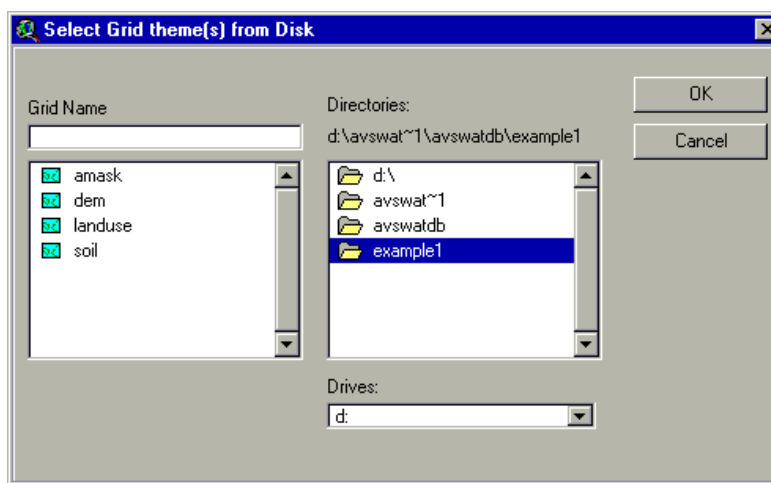 Select Grid theme(s) from Disk
Grid Name
amask
dem
landuse
soil
Directories:
d:\avswat~1\avswatdb\example1
d:\
avswat~1
avswatdb
example1
Drives:
d:
OK
Cancel